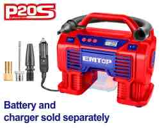 P20S
EMTOP
Battery and
charger sold separately